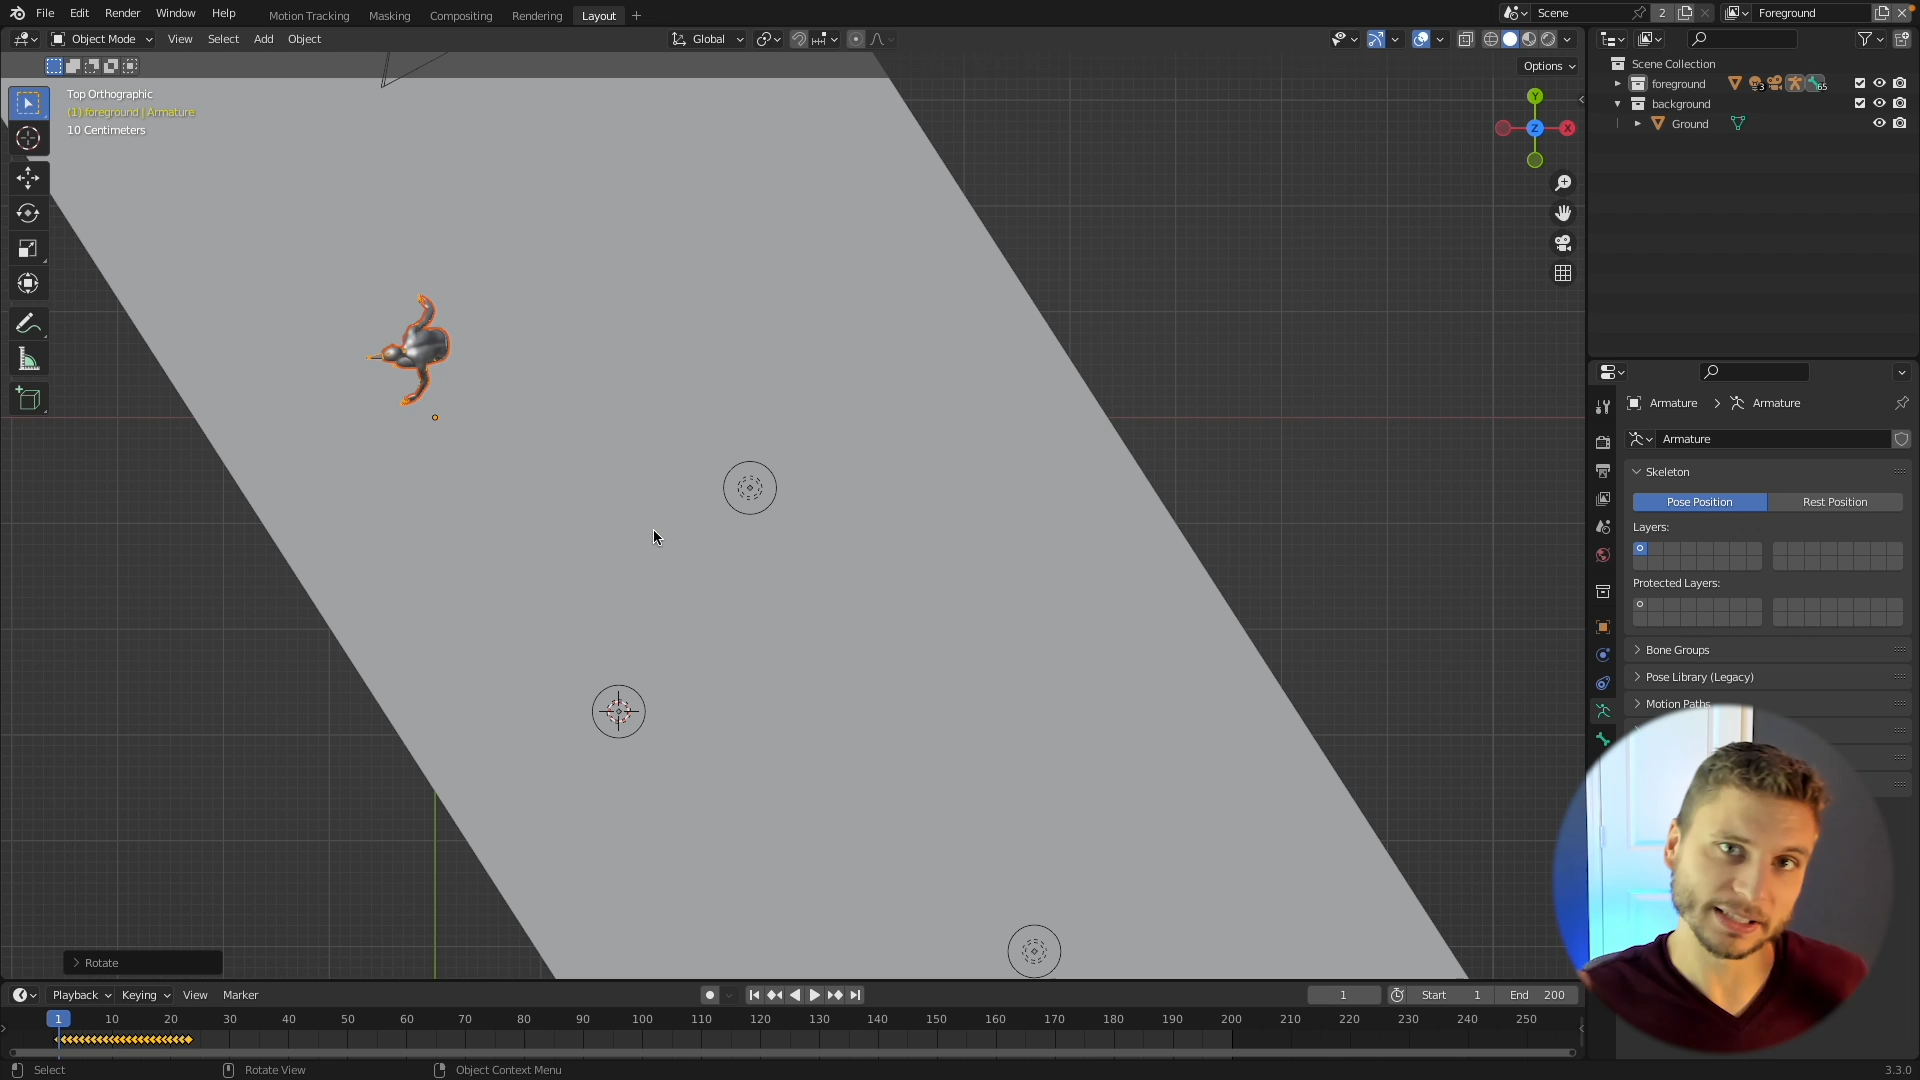 File Edit Render Window Help Motion Tracking Masking Compositing Rendering Layout Scene 2 Foreground
Object Mode View Select Add Object Global
Options
Top Orthographic
(1) foreground | Armature
10 Centimeters
Y
Z
X
Scene Collection
foreground 3 65
background
Ground
Armature Armature
Armature
Skeleton
Pose Position Rest Position
Layers:
Protected Layers:
Bone Groups
Pose Library (Legacy)
Motion Paths
Rotate
Playback Keying View Marker 1 Start 1 End 200
1 10 20 30 40 50 60 70 80 90 100 110 120 130 140 150 160 170 180 190 200 210 220 230 240 250
Select Rotate View Object Context Menu 3.3.0